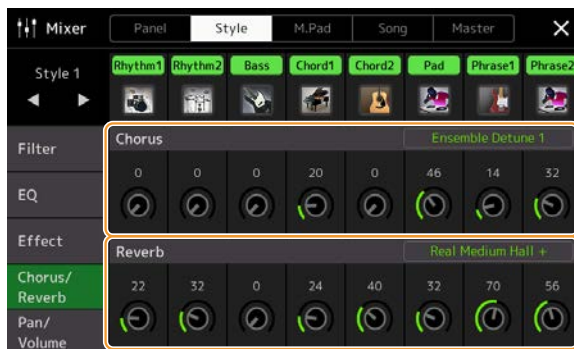 Mixer
Panel Style M.Pad Song Master
Style 1
Rhythm1 Rhythm2 Bass Chord1 Chord2 Pad Phrase1 Phrase2
Filter
EQ
Effect
Chorus/
Reverb
Pan/
Volume
Chorus Ensemble Detune 1
0 0 0 20 0 46 14 32
Reverb Real Medium Hall +
22 32 0 24 40 32 70 56